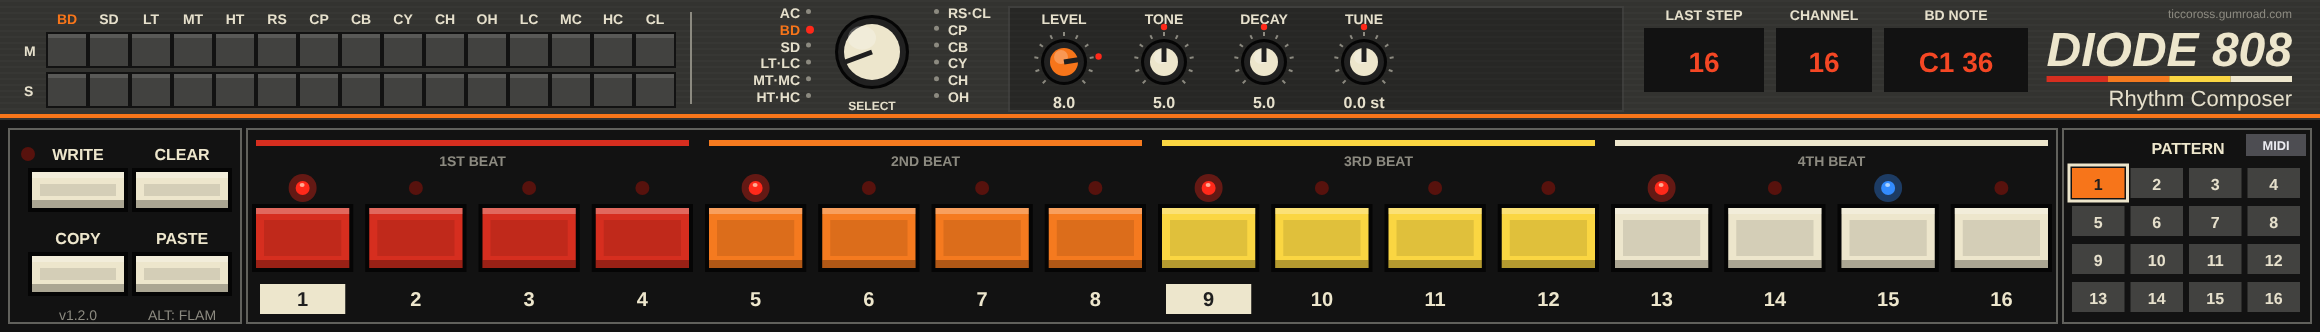 BD SD LT MT HT RS CP CB CY CH OH LC MC HC CL
M
S
AC
BD
SD
LT·LC
MT·MC
HT·HC
SELECT
RS·CL
CP
CB
CY
CH
OH
LEVEL TONE DECAY TUNE
8.0 5.0 5.0 0.0 st
LAST STEP CHANNEL BD NOTE
16 16 C1 36
ticcoross.gumroad.com
DIODE 808
Rhythm Composer
WRITE CLEAR
COPY PASTE
v1.2.0 ALT: FLAM
1ST BEAT 2ND BEAT 3RD BEAT 4TH BEAT
1 2 3 4 5 6 7 8 9 10 11 12 13 14 15 16
PATTERN MIDI
1 2 3 4
5 6 7 8
9 10 11 12
13 14 15 16